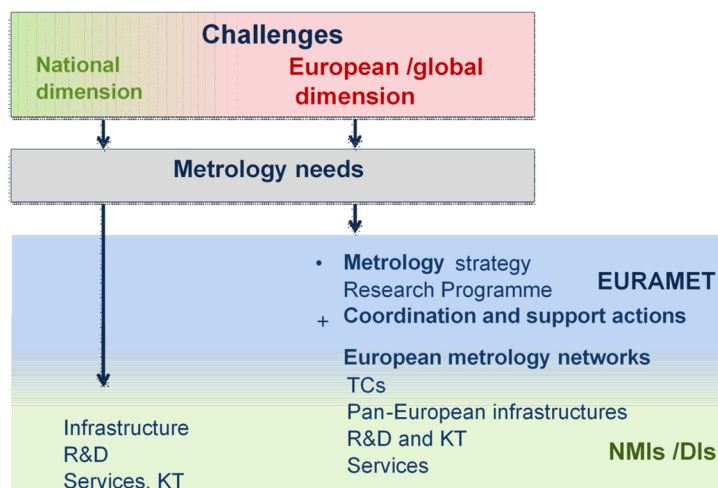 Challenges
National
dimension
European /global
dimension
Metrology needs
• Metrology strategy
Research Programme
EURAMET
+ Coordination and support actions
European metrology networks
TCs
Pan-European infrastructures
R&D and KT
Services
NMIs /DIs
Infrastructure
R&D
Services, KT